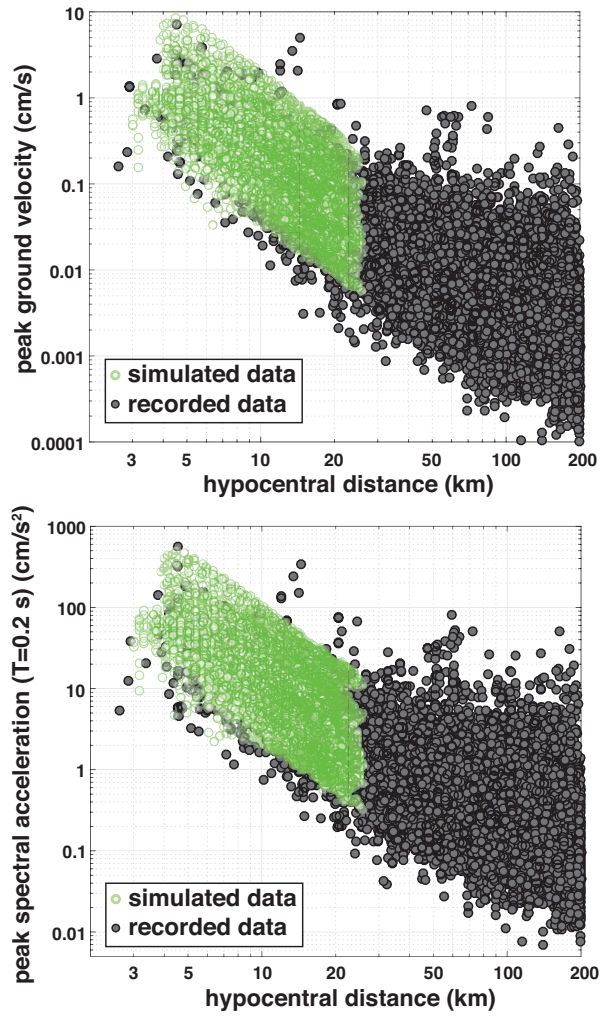 peak ground velocity (cm/s)
10
1
0.1
0.01
0.001
0.0001
simulated data
recorded data
3 5 10 20 50 100 200
hypocentral distance (km)
peak spectral acceleration (T=0.2 s) (cm/s²)
1000
100
10
1
0.1
0.01
simulated data
recorded data
3 5 10 20 50 100 200
hypocentral distance (km)